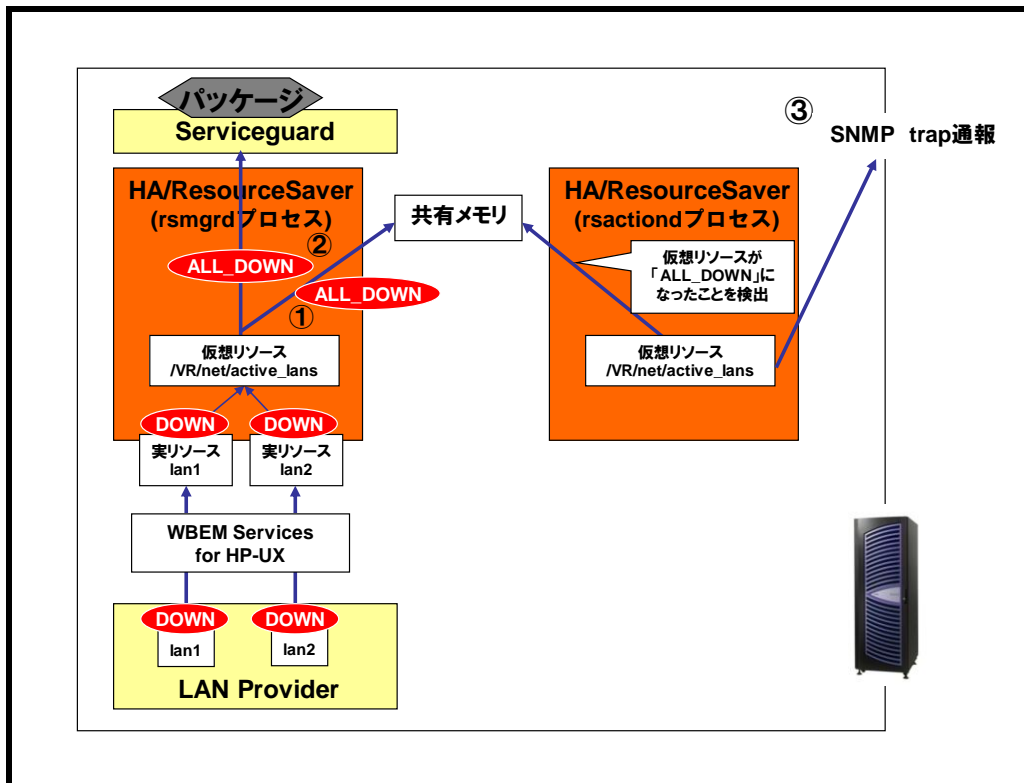 パッケージ
Serviceguard
③
SNMP trap通報
HA/ResourceSaver
(rsmgrdプロセス)
共有メモリ
HA/ResourceSaver
(rsactiondプロセス)
②
ALL_DOWN
仮想リソースが
「ALL_DOWN」に
なったことを検出
ALL_DOWN
①
仮想リソース
/VR/net/active_lans
仮想リソース
/VR/net/active_lans
DOWN
DOWN
実リソース
lan1
実リソース
lan2
WBEM Services
for HP-UX
DOWN
DOWN
lan1
lan2
LAN Provider